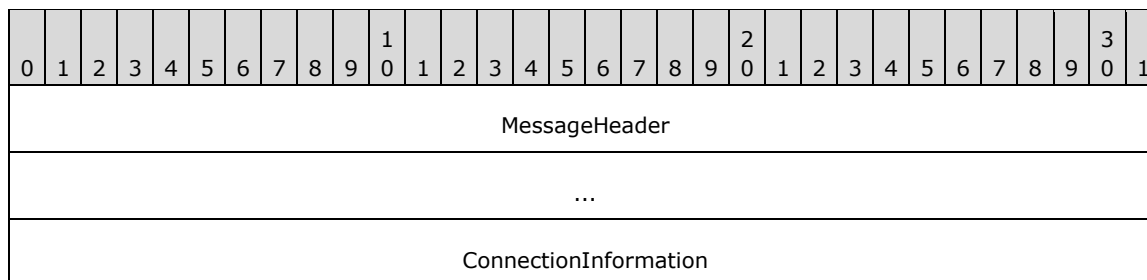 1 2 3
0 1 2 3 4 5 6 7 8 9 0 1 2 3 4 5 6 7 8 9 0 1 2 3 4 5 6 7 8 9 0 1
MessageHeader
...
ConnectionInformation